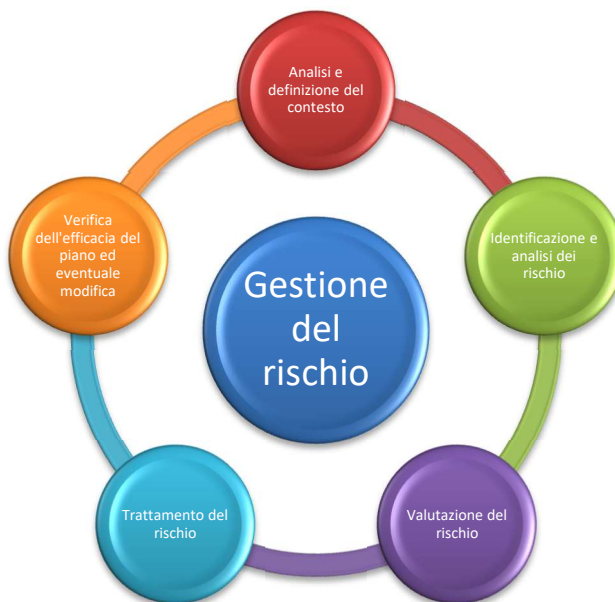 Analisi e
definizione del
contesto
Identificazione e
analisi dei
rischio
Valutazione del
rischio
Trattamento del
rischio
Verifica
dell'efficacia del
piano ed
eventuale
modifica
Gestione
del
rischio